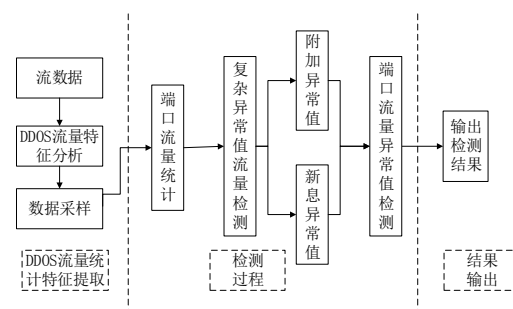 流数据
DDOS流量特
征分析
数据采样
DDOS流量统
计特征提取
端口流量统计
复杂异常值流量检测
附加异常值
新息异常值
端口流量异常值检测
检测
过程
输出
检测
结果
结果
输出